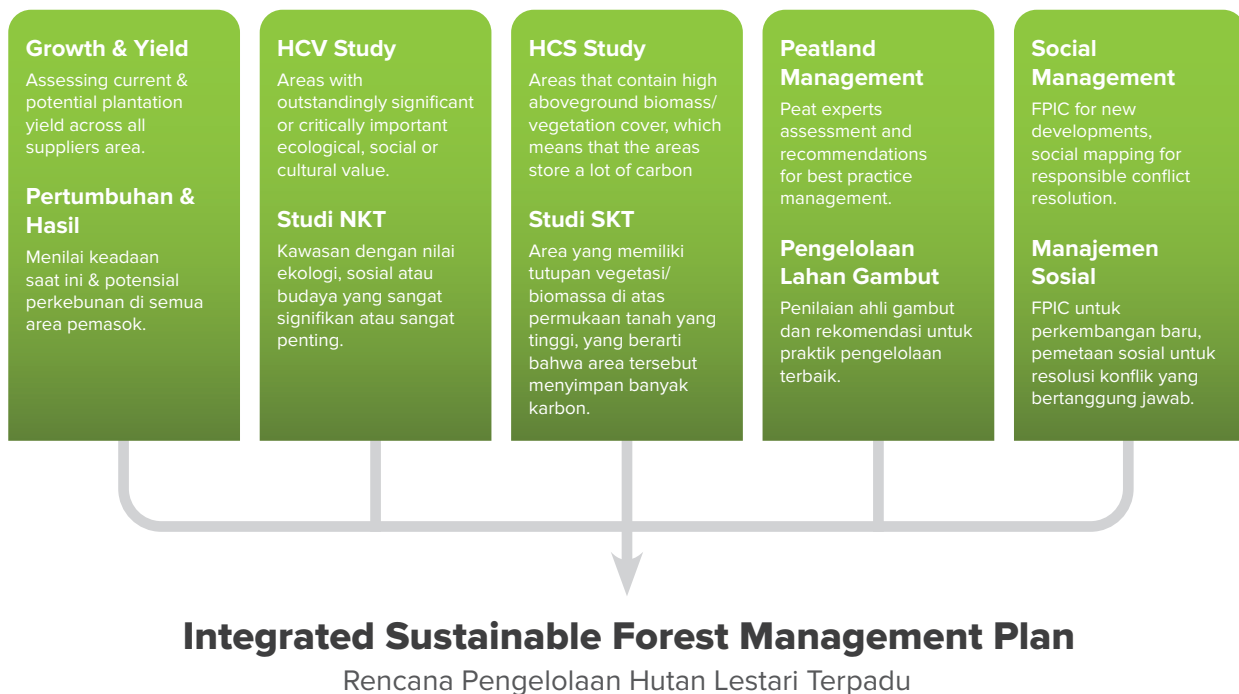 Growth & Yield
Assessing current &
potential plantation
yield across all
suppliers area.
Pertumbuhan &
Hasil
Menilai keadaan
saat ini & potensial
perkebunan di semua
area pemasok.
HCV Study
Areas with
outstandingly significant
or critically important
ecological, social or
cultural value.
Studi NKT
Kawasan dengan nilai
ekologi, sosial atau
budaya yang sangat
signifikan atau sangat
penting.
HCS Study
Areas that contain high
aboveground biomass/
vegetation cover, which
means that the areas
store a lot of carbon
Studi SKT
Area yang memiliki
tutupan vegetasi/
biomassa di atas
permukaan tanah yang
tinggi, yang berarti
bahwa area tersebut
menyimpan banyak
karbon.
Peatland
Management
Peat experts
assessment and
recommendations
for best practice
management.
Pengelolaan
Lahan Gambut
Penilaian ahli gambut
dan rekomendasi untuk
praktik pengelolaan
terbaik.
Social
Management
FPIC for new
developments,
social mapping for
responsible conflict
resolution.
Manajemen
Sosial
FPIC untuk
perkembangan baru,
pemetaan sosial untuk
resolusi konflik yang
bertanggung jawab.
Integrated Sustainable Forest Management Plan
Rencana Pengelolaan Hutan Lestari Terpadu